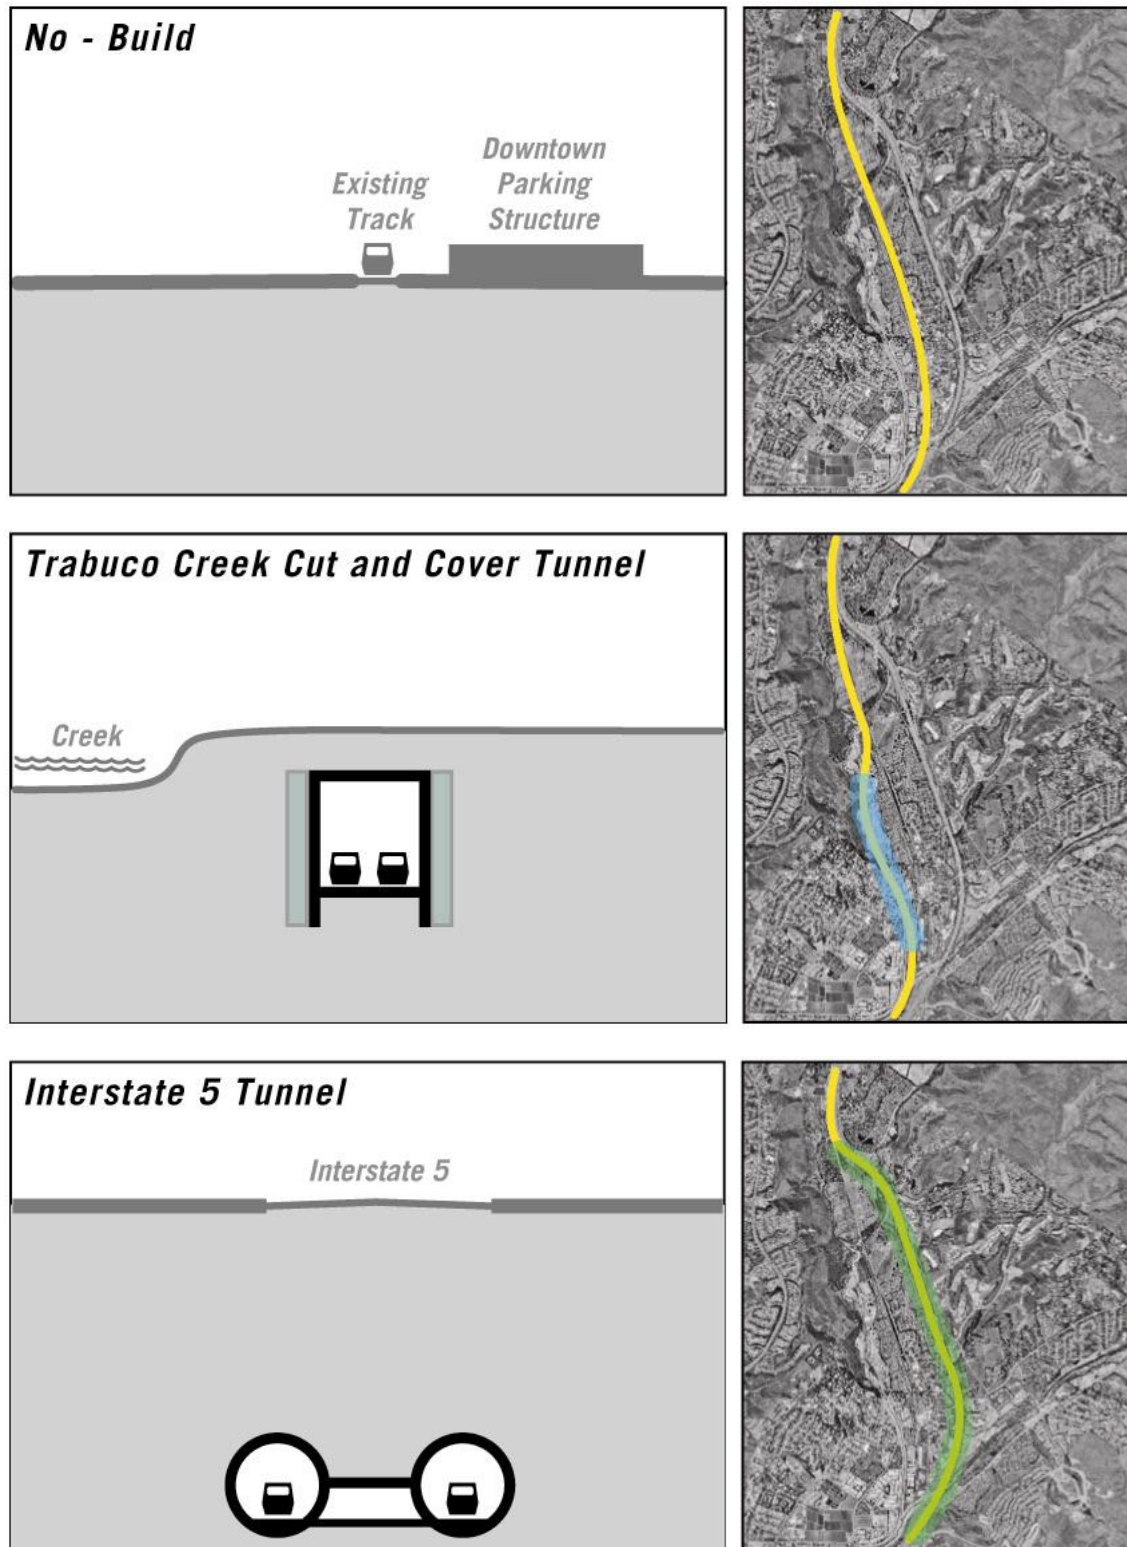 No - Build
Existing
Track
Downtown
Parking
Structure
Trabuco Creek Cut and Cover Tunnel
Creek
Interstate 5 Tunnel
Interstate 5